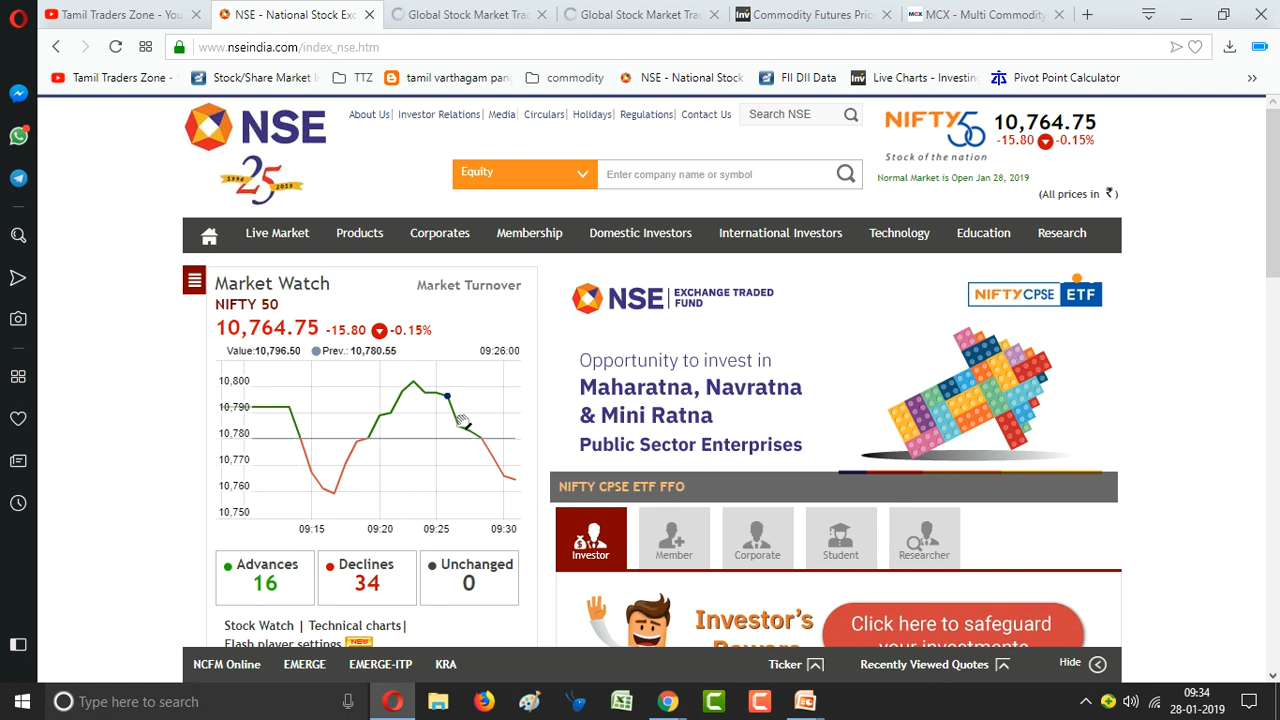 Tamil Traders Zone - You
NSE - National Stock Exc
Global Stock Market Trad
Global Stock Market Trad
Inv
Commodity Futures Price
MCX
MCX - Multi Commodity
www.nseindia.com/index_nse.htm
Tamil Traders Zone -
Stock/Share Market
TTZ
tamil varthagam pan
commodity
NSE - National Stock
FII DII Data
Inv
Live Charts - Investing
Pivot Point Calculator
NSE
1994 25 2019
About Us| Investor Relations| Media| Circulars| Holidays| Regulations| Contact Us
Search NSE
Equity
Enter company name or symbol
NIFTY 50
Stock of the nation
10,764.75
-15.80 -0.15%
Normal Market is Open Jan 28, 2019
(All prices in ₹)
Live Market Products Corporates Membership Domestic Investors International Investors Technology Education Research
Market Watch
Market Turnover
NIFTY 50
10,764.75 -15.80 -0.15%
Value:10,796.50 Prev.: 10,780.55 09:26:00
10,800
10,790
10,780
10,770
10,760
10,750
09:15 09:20 09:25 09:30
Advances
16
Declines
34
Unchanged
0
Stock Watch | Technical charts|
Flash player settings NEW
NSE EXCHANGE TRADED FUND
NIFTY CPSE ETF
Opportunity to invest in
Maharatna, Navratna
& Mini Ratna
Public Sector Enterprises
NIFTY CPSE ETF FFO
Investor
Member
Corporate
Student
Researcher
Investor's
Click here to safeguard
your investments
NCFM Online EMERGE EMERGE-ITP KRA Ticker Recently Viewed Quotes Hide
Type here to search
09:34
28-01-2019